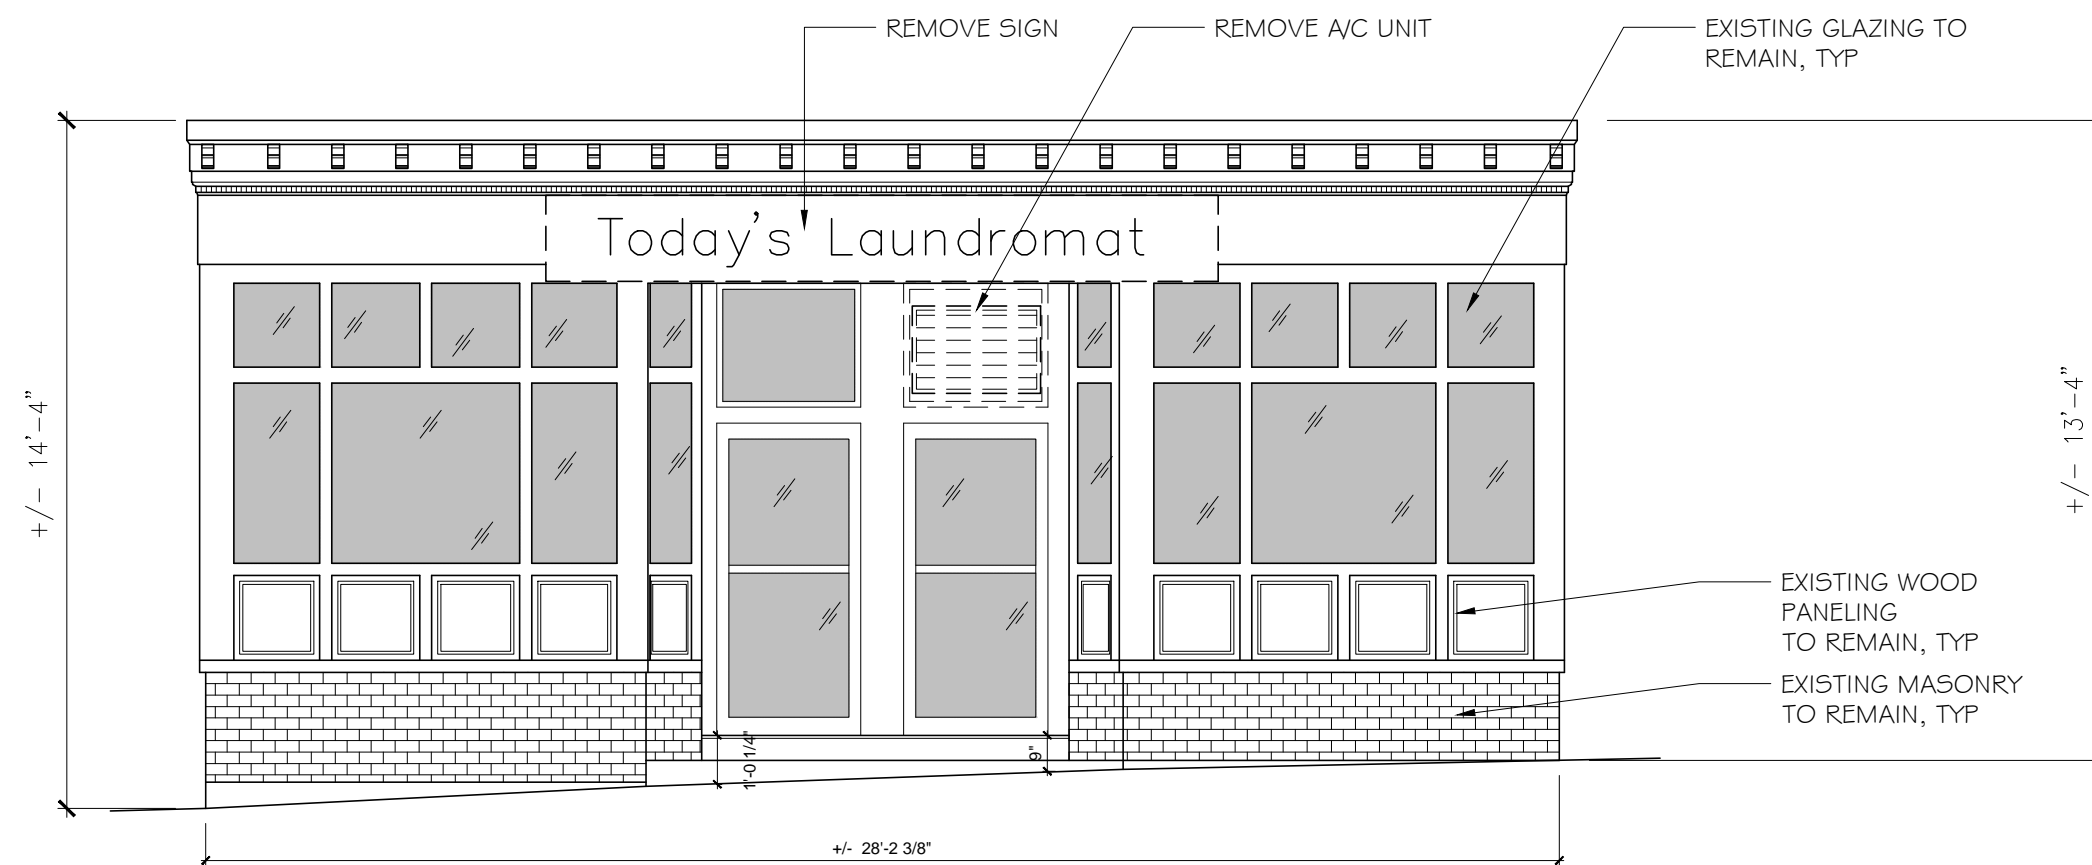 REMOVE SIGN
REMOVE A/C UNIT
EXISTING GLAZING TO
REMAIN, TYP
Today's Laundromat
+/- 14'-4"
+/- 13'-4"
EXISTING WOOD
PANELING
TO REMAIN, TYP
EXISTING MASONRY
TO REMAIN, TYP
1'-0 1/4"
9"
+/- 28'-2 3/8"